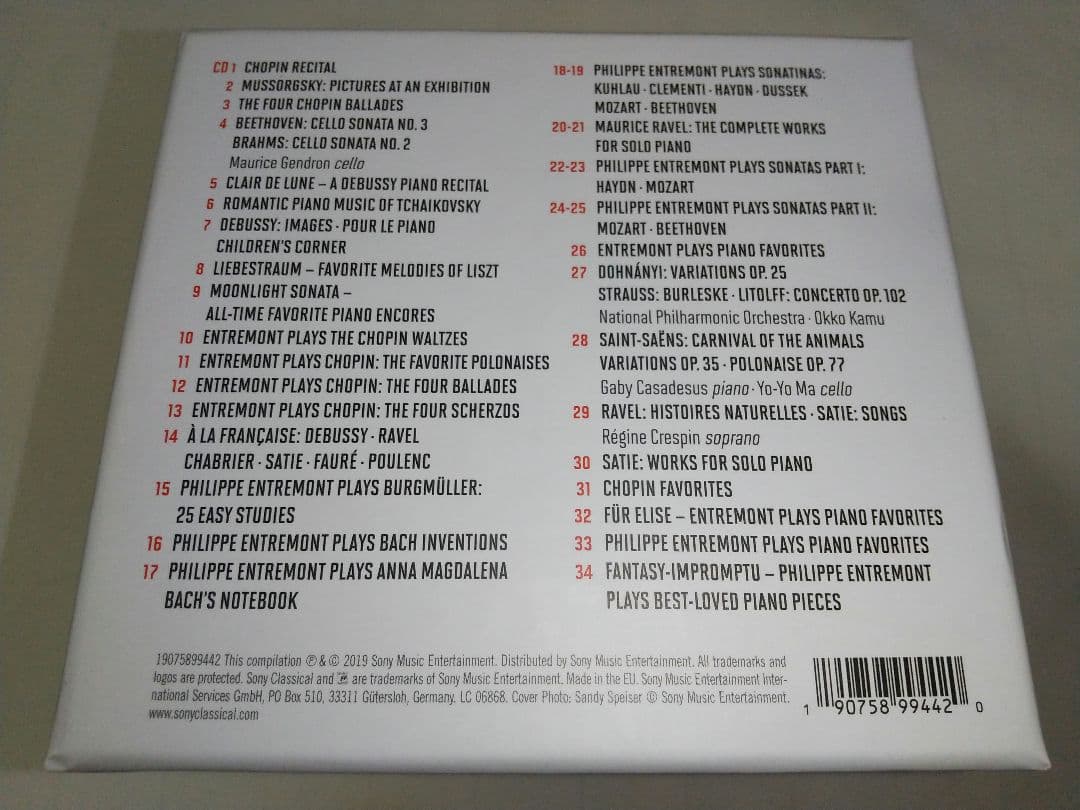 CD 1 CHOPIN RECITAL
2 MUSSORGSKY: PICTURES AT AN EXHIBITION
3 THE FOUR CHOPIN BALLADES
4 BEETHOVEN: CELLO SONATA NO. 3
BRAHMS: CELLO SONATA NO. 2
Maurice Gendron cello
5 CLAIR DE LUNE – A DEBUSSY PIANO RECITAL
6 ROMANTIC PIANO MUSIC OF TCHAIKOVSKY
7 DEBUSSY: IMAGES · POUR LE PIANO
CHILDREN'S CORNER
8 LIEBESTRAUM – FAVORITE MELODIES OF LISZT
9 MOONLIGHT SONATA –
ALL-TIME FAVORITE PIANO ENCORES
10 ENTREMONT PLAYS THE CHOPIN WALTZES
11 ENTREMONT PLAYS CHOPIN: THE FAVORITE POLONAISES
12 ENTREMONT PLAYS CHOPIN: THE FOUR BALLADES
13 ENTREMONT PLAYS CHOPIN: THE FOUR SCHERZOS
14 À LA FRANÇAISE: DEBUSSY · RAVEL
CHABRIER · SATIE · FAURÉ · POULENC
15 PHILIPPE ENTREMONT PLAYS BURGMÜLLER:
25 EASY STUDIES
16 PHILIPPE ENTREMONT PLAYS BACH INVENTIONS
17 PHILIPPE ENTREMONT PLAYS ANNA MAGDALENA
BACH'S NOTEBOOK
18-19 PHILIPPE ENTREMONT PLAYS SONATINAS:
KUHLAU · CLEMENTI · HAYDN · DUSSEK
MOZART · BEETHOVEN
20-21 MAURICE RAVEL: THE COMPLETE WORKS
FOR SOLO PIANO
22-23 PHILIPPE ENTREMONT PLAYS SONATAS PART I:
HAYDN · MOZART
24-25 PHILIPPE ENTREMONT PLAYS SONATAS PART II:
MOZART · BEETHOVEN
26 ENTREMONT PLAYS PIANO FAVORITES
27 DOHNÁNYI: VARIATIONS OP. 25
STRAUSS: BURLESKE · LITOLFF: CONCERTO OP. 102
National Philharmonic Orchestra · Okko Kamu
28 SAINT-SAËNS: CARNIVAL OF THE ANIMALS
VARIATIONS OP. 35 · POLONAISE OP. 77
Gaby Casadesus piano · Yo-Yo Ma cello
29 RAVEL: HISTOIRES NATURELLES · SATIE: SONGS
Régine Crespin soprano
30 SATIE: WORKS FOR SOLO PIANO
31 CHOPIN FAVORITES
32 FÜR ELISE – ENTREMONT PLAYS PIANO FAVORITES
33 PHILIPPE ENTREMONT PLAYS PIANO FAVORITES
34 FANTASY-IMPROMPTU – PHILIPPE ENTREMONT
PLAYS BEST-LOVED PIANO PIECES
19075899442 This compilation ℗ & © 2019 Sony Music Entertainment. Distributed by Sony Music Entertainment. All trademarks and
logos are protected. Sony Classical and are trademarks of Sony Music Entertainment. Made in the EU. Sony Music Entertainment Inter-
national Services GmbH, PO Box 510, 33311 Gütersloh, Germany. LC 06868. Cover Photo: Sandy Speiser © Sony Music Entertainment.
www.sonyclassical.com
1 90758 99442 0